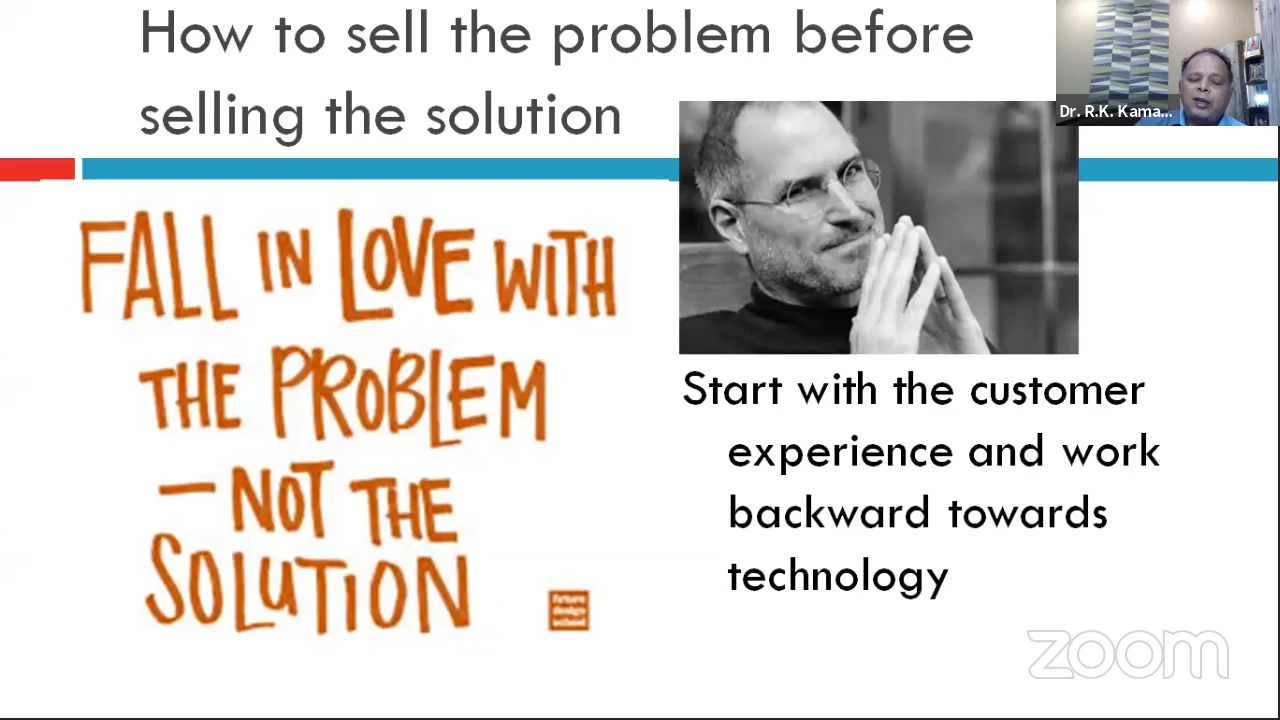 How to sell the problem before
selling the solution
Dr. R.K. Kama...
FALL IN LOVE WITH
THE PROBLEM
– NOT THE
SOLUTION
future
design
school
Start with the customer
experience and work
backward towards
technology
zoom